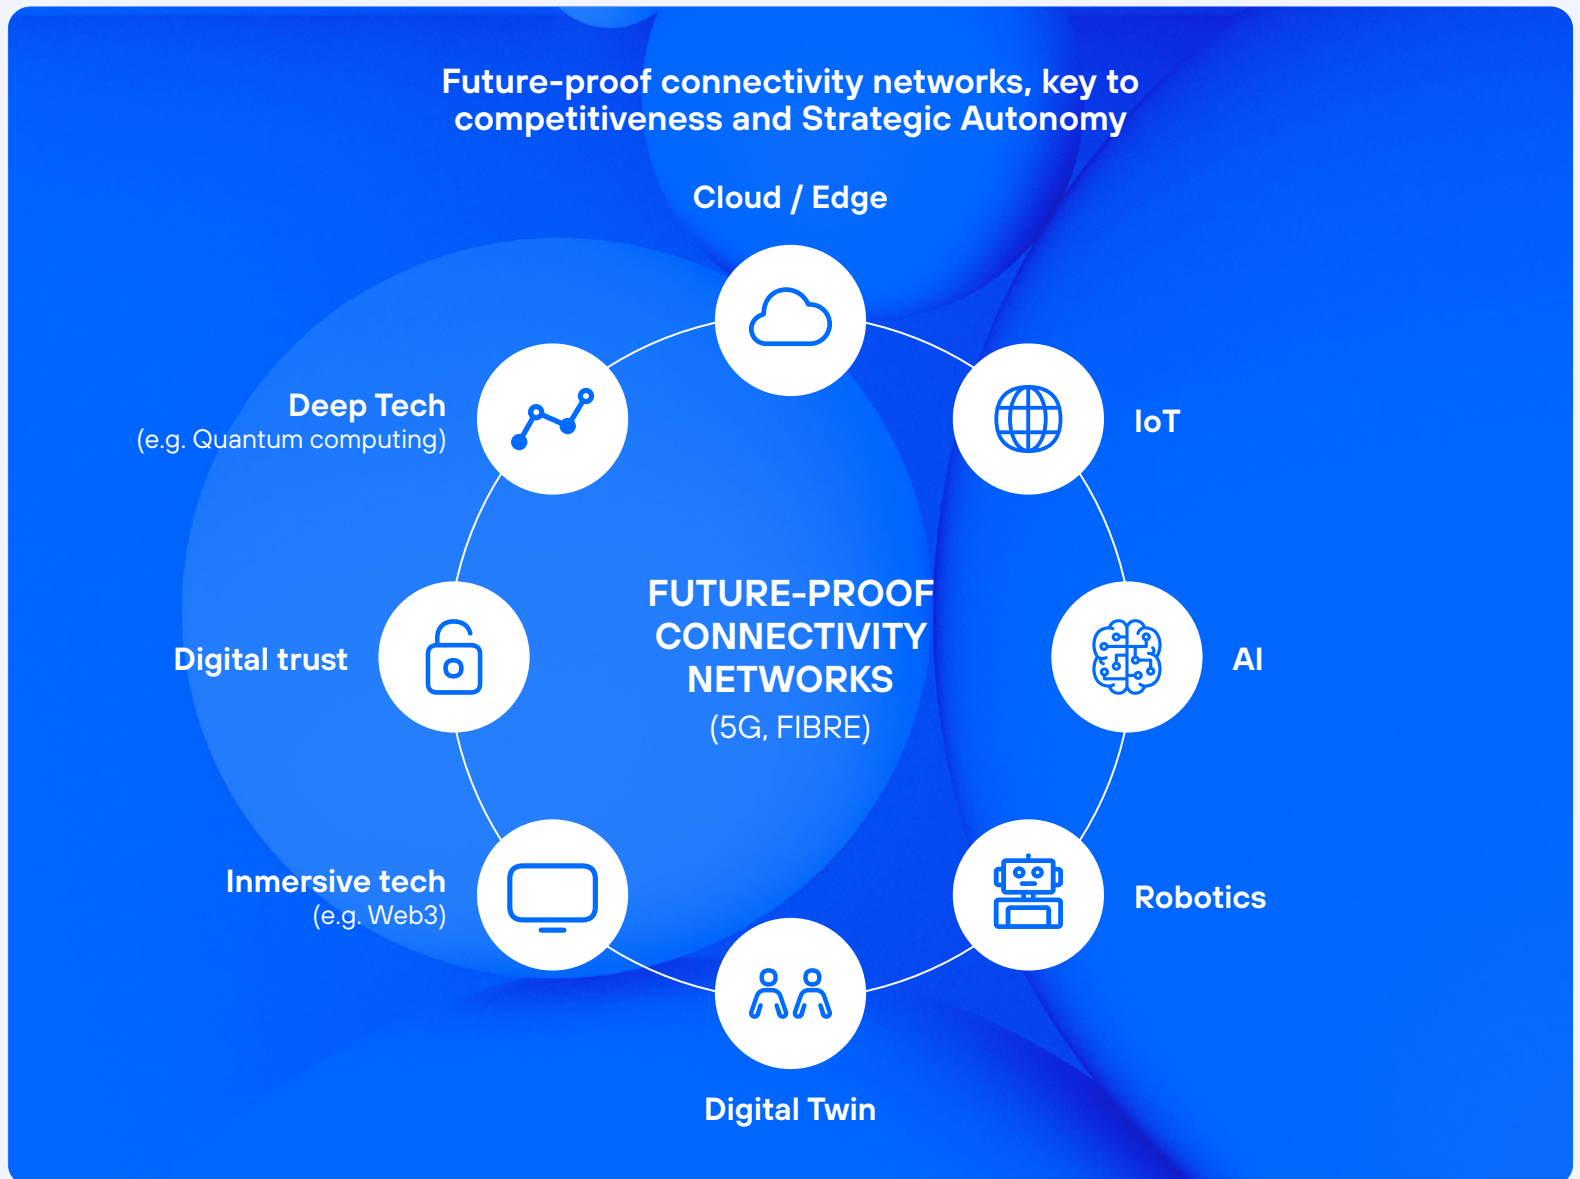 Future-proof connectivity networks, key to
competitiveness and Strategic Autonomy
Cloud / Edge
Deep Tech
(e.g. Quantum computing)
IoT
FUTURE-PROOF
CONNECTIVITY
NETWORKS
(5G, FIBRE)
Digital trust
AI
Inmersive tech
(e.g. Web3)
Robotics
Digital Twin